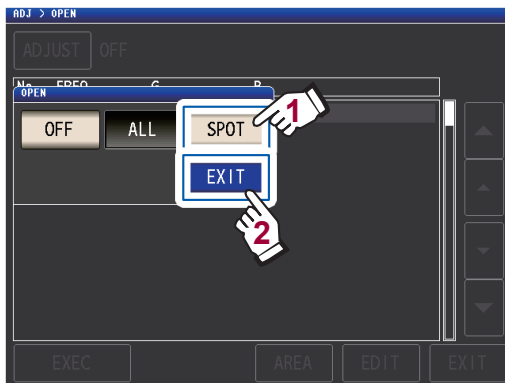 ADJ > OPEN
ADJUST OFF
No. FREQ G B
OPEN
OFF ALL SPOT
1
EXIT
2
EXEC AREA EDIT EXIT